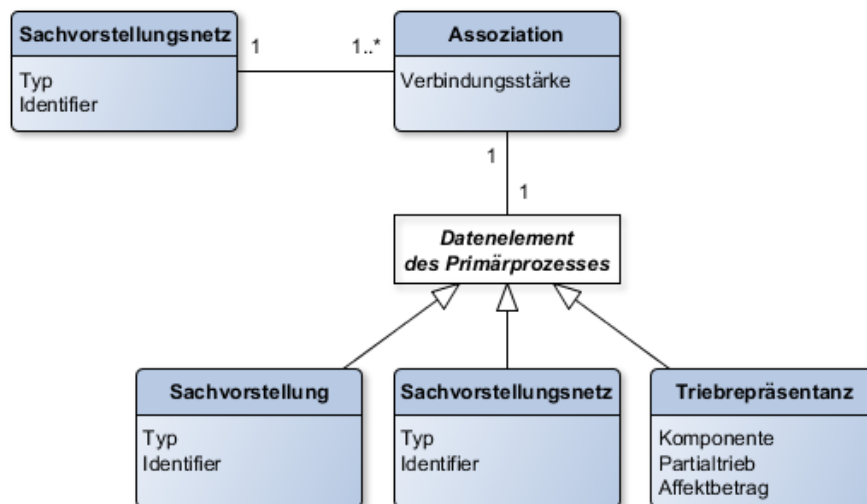 Sachvorstellungsnetz
Typ
Identifier
1
1..*
Assoziation
Verbindungsstärke
1
1
Datenelement
des Primärprozesses
Sachvorstellung
Typ
Identifier
Sachvorstellungsnetz
Typ
Identifier
Triebrepräsentanz
Komponente
Partialtrieb
Affektbetrag